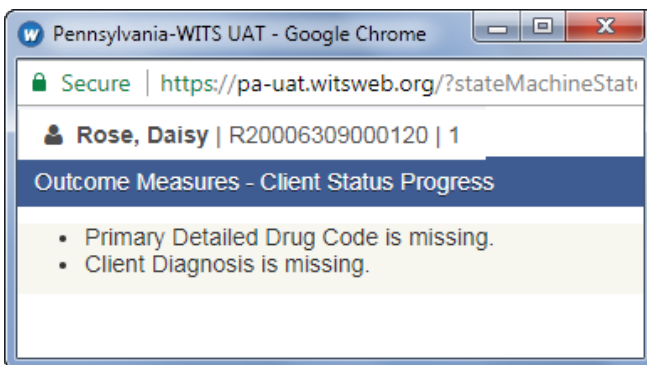 Pennsylvania-WITS UAT - Google Chrome
Secure | https://pa-uat.witsweb.org/?stateMachineStat
Rose, Daisy | R20006309000120 | 1
Outcome Measures - Client Status Progress
• Primary Detailed Drug Code is missing.
• Client Diagnosis is missing.